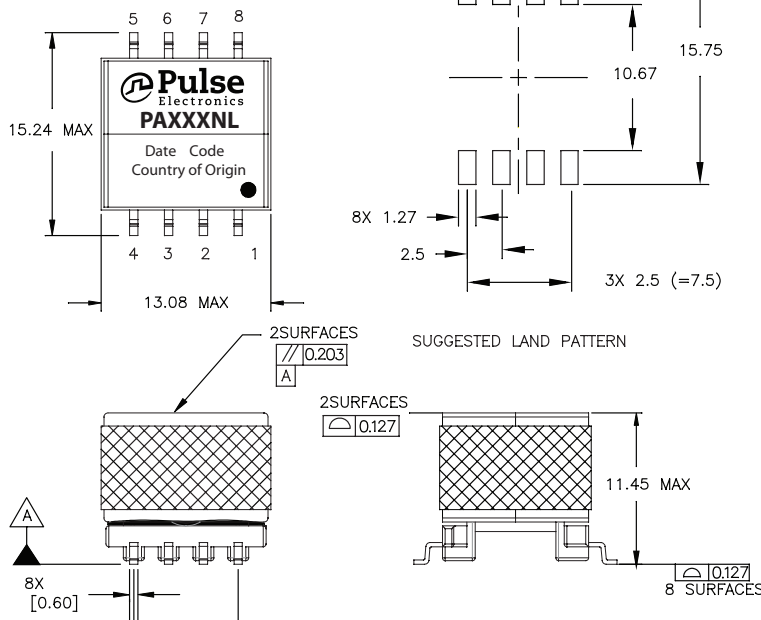 5 6 7 8
15.24 MAX
Pulse
Electronics
PAXXXNL
Date Code
Country of Origin
4 3 2 1
13.08 MAX
15.75
10.67
8X 1.27
2.5
3X 2.5 (=7.5)
SUGGESTED LAND PATTERN
2SURFACES
// 0.203
A
2SURFACES
⌓ 0.127
11.45 MAX
A
8X
[0.60]
⌓ 0.127
8 SURFACES